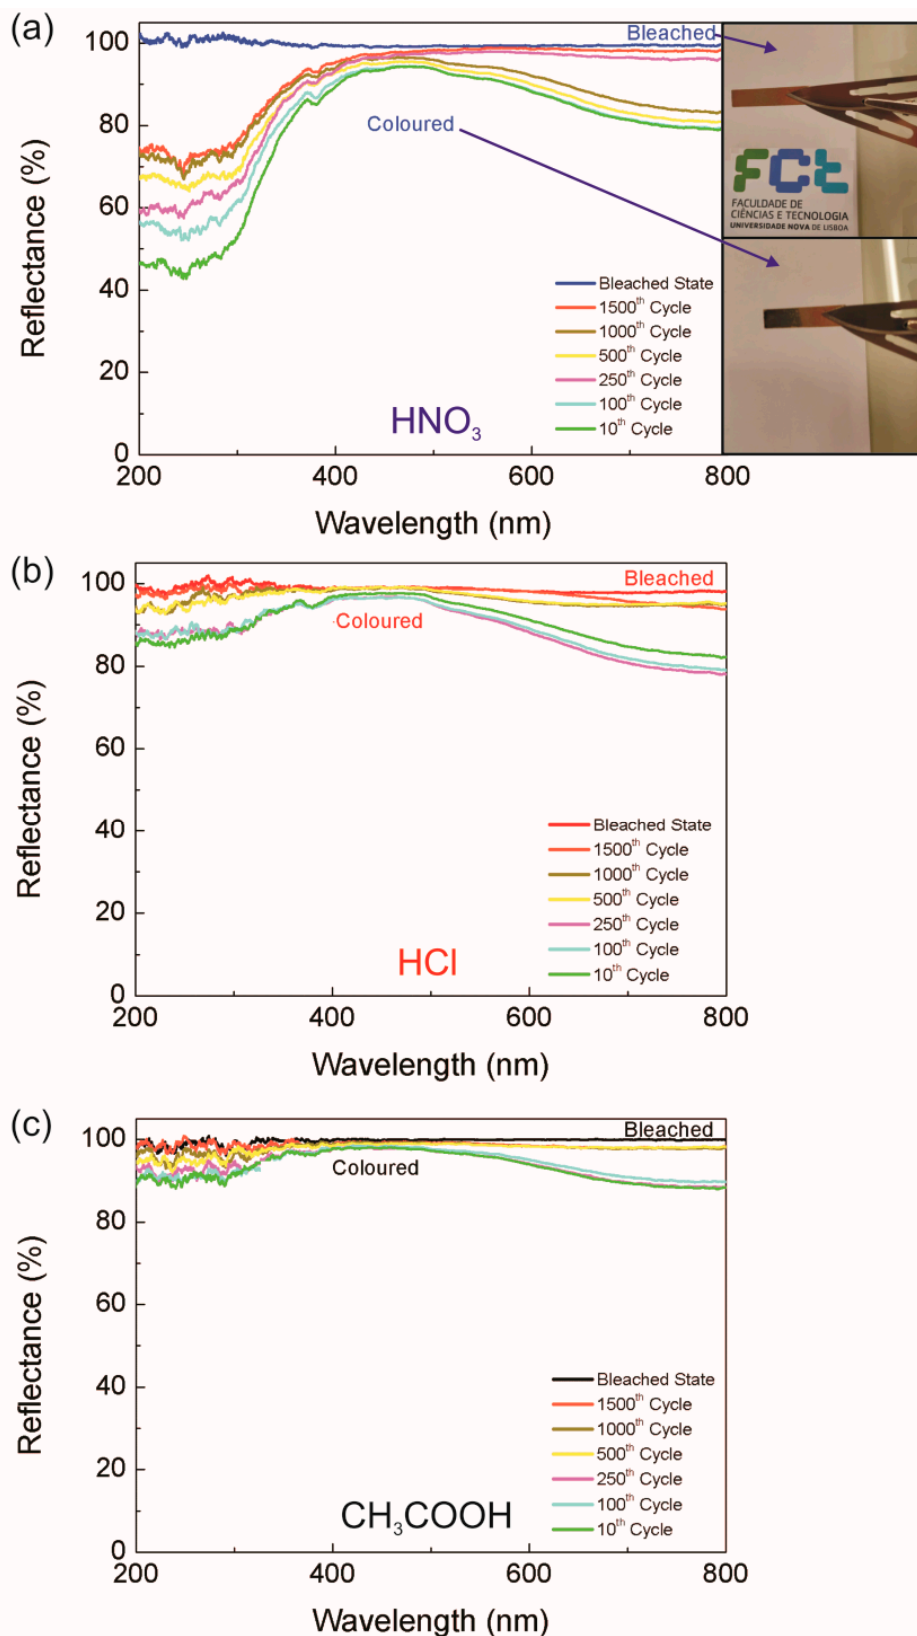 (a)
Reflectance (%)
100
80
60
40
20
0
200
400
600
800
Wavelength (nm)
Bleached
Coloured
Bleached State
1500th Cycle
1000th Cycle
500th Cycle
250th Cycle
100th Cycle
10th Cycle
HNO3
FCt
FACULDADE DE
CIÊNCIAS E TECNOLOGIA
UNIVERSIDADE NOVA DE LISBOA
(b)
Reflectance (%)
100
80
60
40
20
0
200
400
600
800
Wavelength (nm)
Bleached
Coloured
Bleached State
1500th Cycle
1000th Cycle
500th Cycle
250th Cycle
100th Cycle
10th Cycle
HCl
(c)
Reflectance (%)
100
80
60
40
20
0
200
400
600
800
Wavelength (nm)
Bleached
Coloured
Bleached State
1500th Cycle
1000th Cycle
500th Cycle
250th Cycle
100th Cycle
10th Cycle
CH3COOH